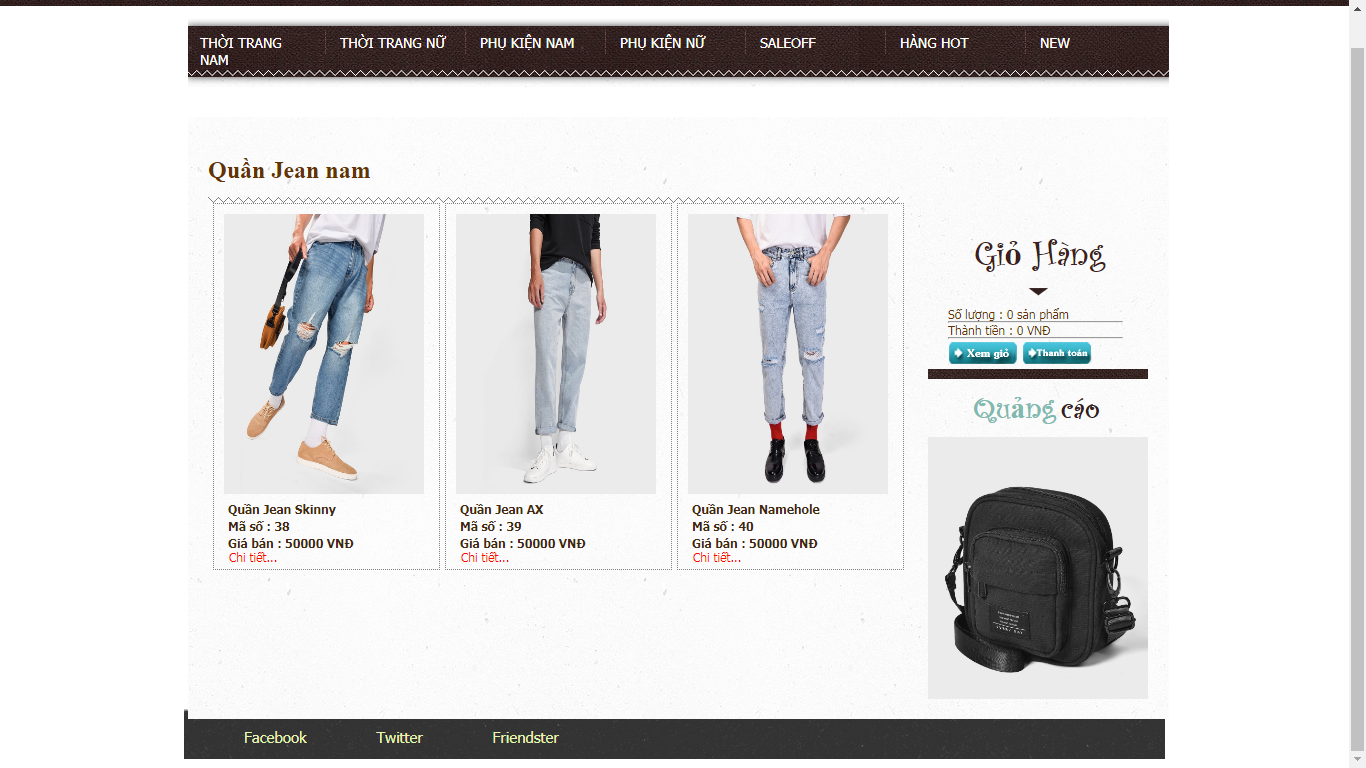 THỜI TRANG NAM
THỜI TRANG NỮ
PHỤ KIỆN NAM
PHỤ KIỆN NỮ
SALEOFF
HÀNG HOT
NEW
Quần Jean nam
Quần Jean Skinny
Mã số : 38
Giá bán : 50000 VNĐ
Chi tiết...
Quần Jean AX
Mã số : 39
Giá bán : 50000 VNĐ
Chi tiết...
Quần Jean Namehole
Mã số : 40
Giá bán : 50000 VNĐ
Chi tiết...
Giỏ Hàng
Số lượng : 0 sản phẩm
Thành tiền : 0 VNĐ
Xem giỏ
Thanh toán
Quảng cáo
Facebook
Twitter
Friendster